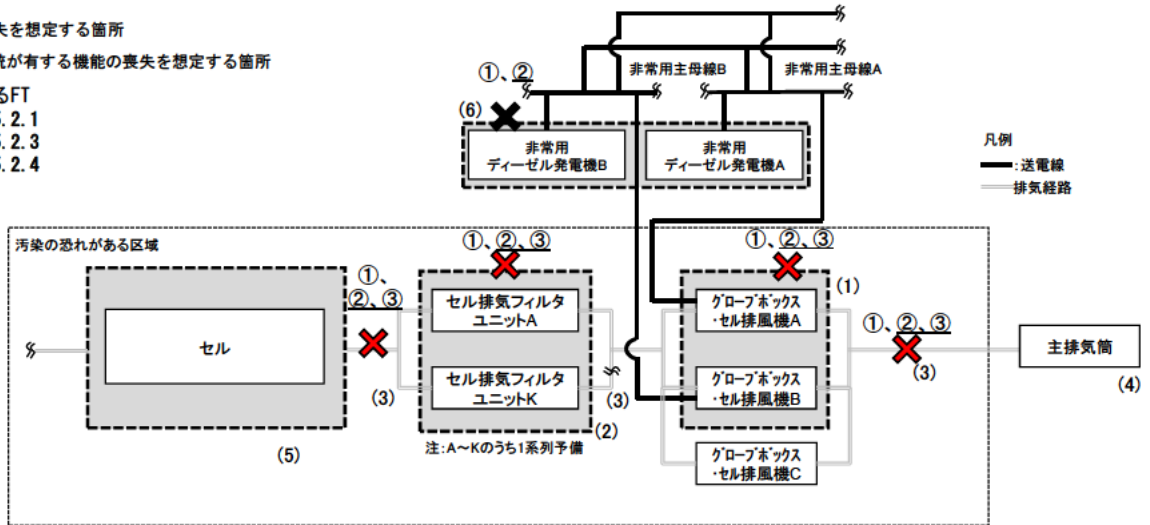 失を想定する箇所
統が有する機能の喪失を想定する箇所
るFT
5.2.1
5.2.3
5.2.4
①、②
(6)
非常用主母線B
非常用主母線A
非常用
ディーゼル発電機B
非常用
ディーゼル発電機A
凡例
:送電線
排気経路
汚染の恐れがある区域
セル
(5)
①、
②、③
(3)
①、②、③
セル排気フィルタ
ユニットA
セル排気フィルタ
ユニットK
(2)
注:A~Kのうち1系列予備
(3)
①、②、③
(1)
グローブボックス
・セル排風機A
グローブボックス
・セル排風機B
グローブボックス
・セル排風機C
①、②、③
(3)
主排気筒
(4)